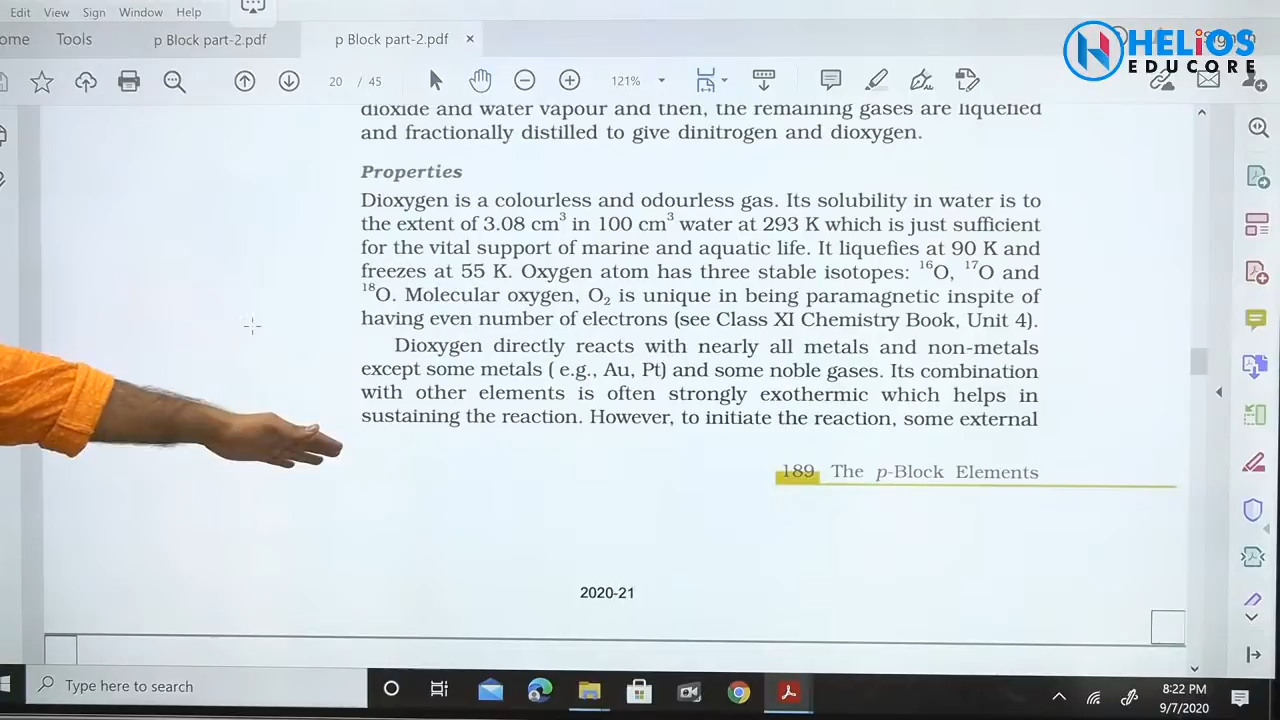 Edit View Sign Window Help
ome Tools p Block part-2.pdf p Block part-2.pdf ×
HELiOS
EDUCORE
20 / 45 121%
dioxide and water vapour and then, the remaining gases are liquefied
and fractionally distilled to give dinitrogen and dioxygen.
Properties
Dioxygen is a colourless and odourless gas. Its solubility in water is to
the extent of 3.08 cm³ in 100 cm³ water at 293 K which is just sufficient
for the vital support of marine and aquatic life. It liquefies at 90 K and
freezes at 55 K. Oxygen atom has three stable isotopes: ¹⁶O, ¹⁷O and
¹⁸O. Molecular oxygen, O₂ is unique in being paramagnetic inspite of
having even number of electrons (see Class XI Chemistry Book, Unit 4).
Dioxygen directly reacts with nearly all metals and non-metals
except some metals ( e.g., Au, Pt) and some noble gases. Its combination
with other elements is often strongly exothermic which helps in
sustaining the reaction. However, to initiate the reaction, some external
189 The p-Block Elements
2020-21
Type here to search
8:22 PM
9/7/2020